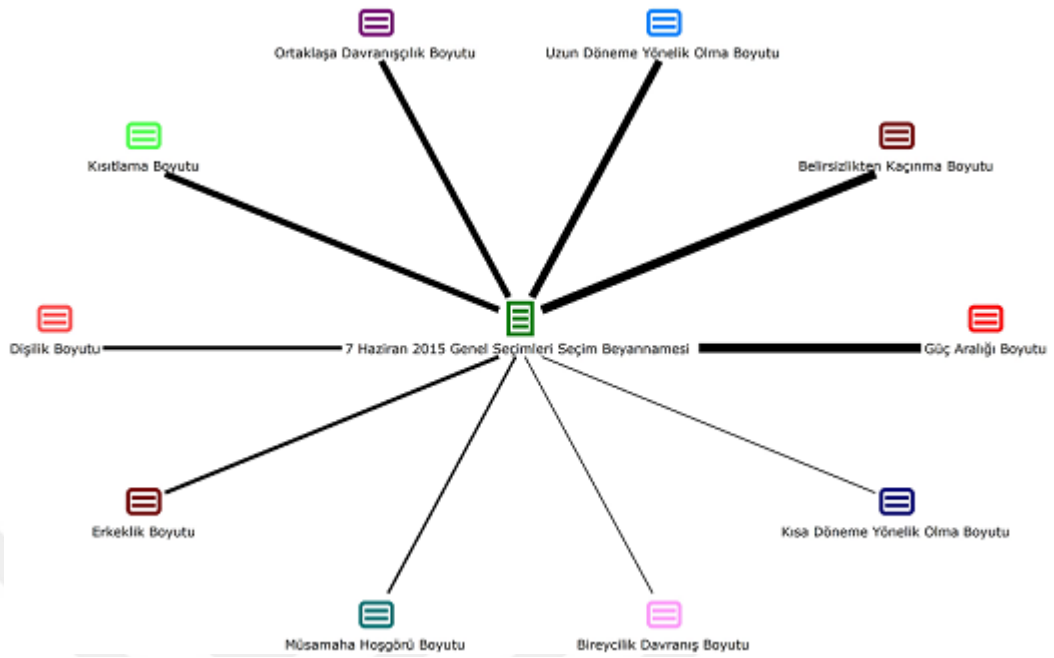 Ortaklaşa Davranışçılık Boyutu
Uzun Döneme Yönelik Olma Boyutu
Kısıtlama Boyutu
Belirsizlikten Kaçınma Boyutu
Dişilik Boyutu
7 Haziran 2015 Genel Seçimleri Seçim Beyannamesi
Güç Aralığı Boyutu
Erkeklik Boyutu
Kısa Döneme Yönelik Olma Boyutu
Müsamaha Hoşgörü Boyutu
Bireycilik Davranış Boyutu